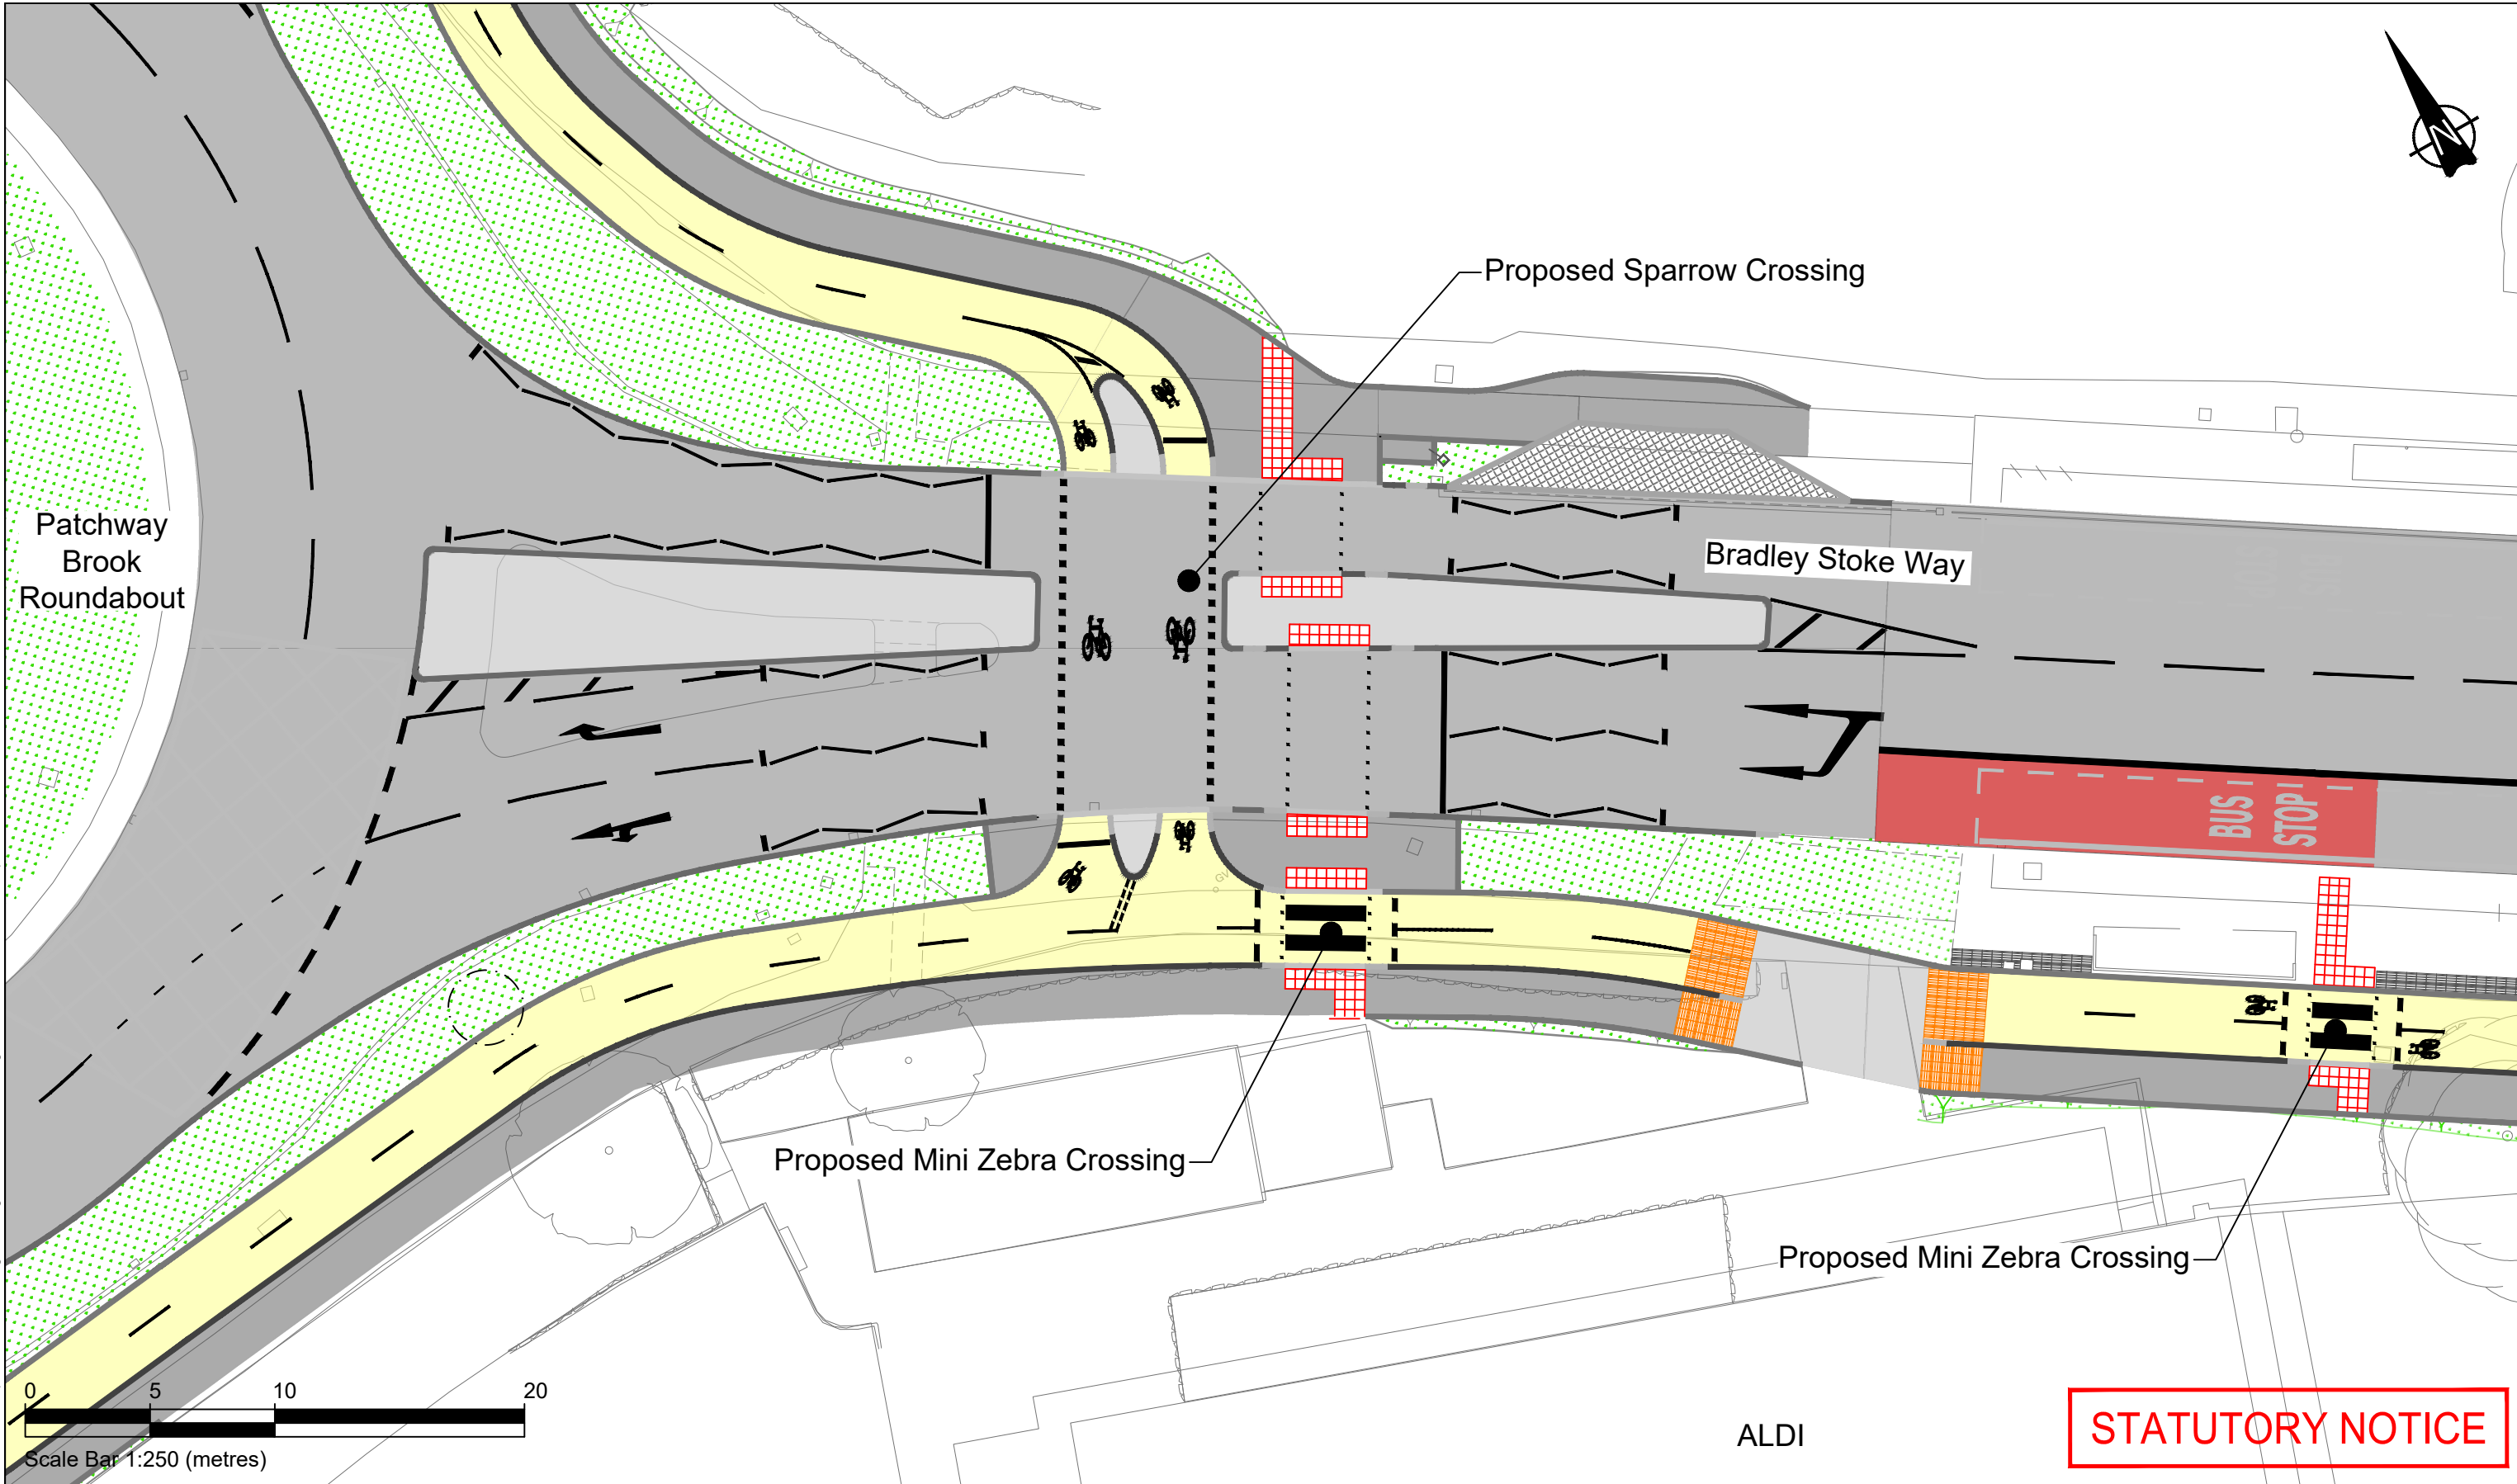 Proposed Sparrow Crossing
N
Patchway
Brook
Roundabout
Bradley Stoke Way
BUS
STOP
GV
Proposed Mini Zebra Crossing
Proposed Mini Zebra Crossing
0 5 10 20
Scale Bar 1:250 (metres)
ALDI
STATUTORY NOTICE